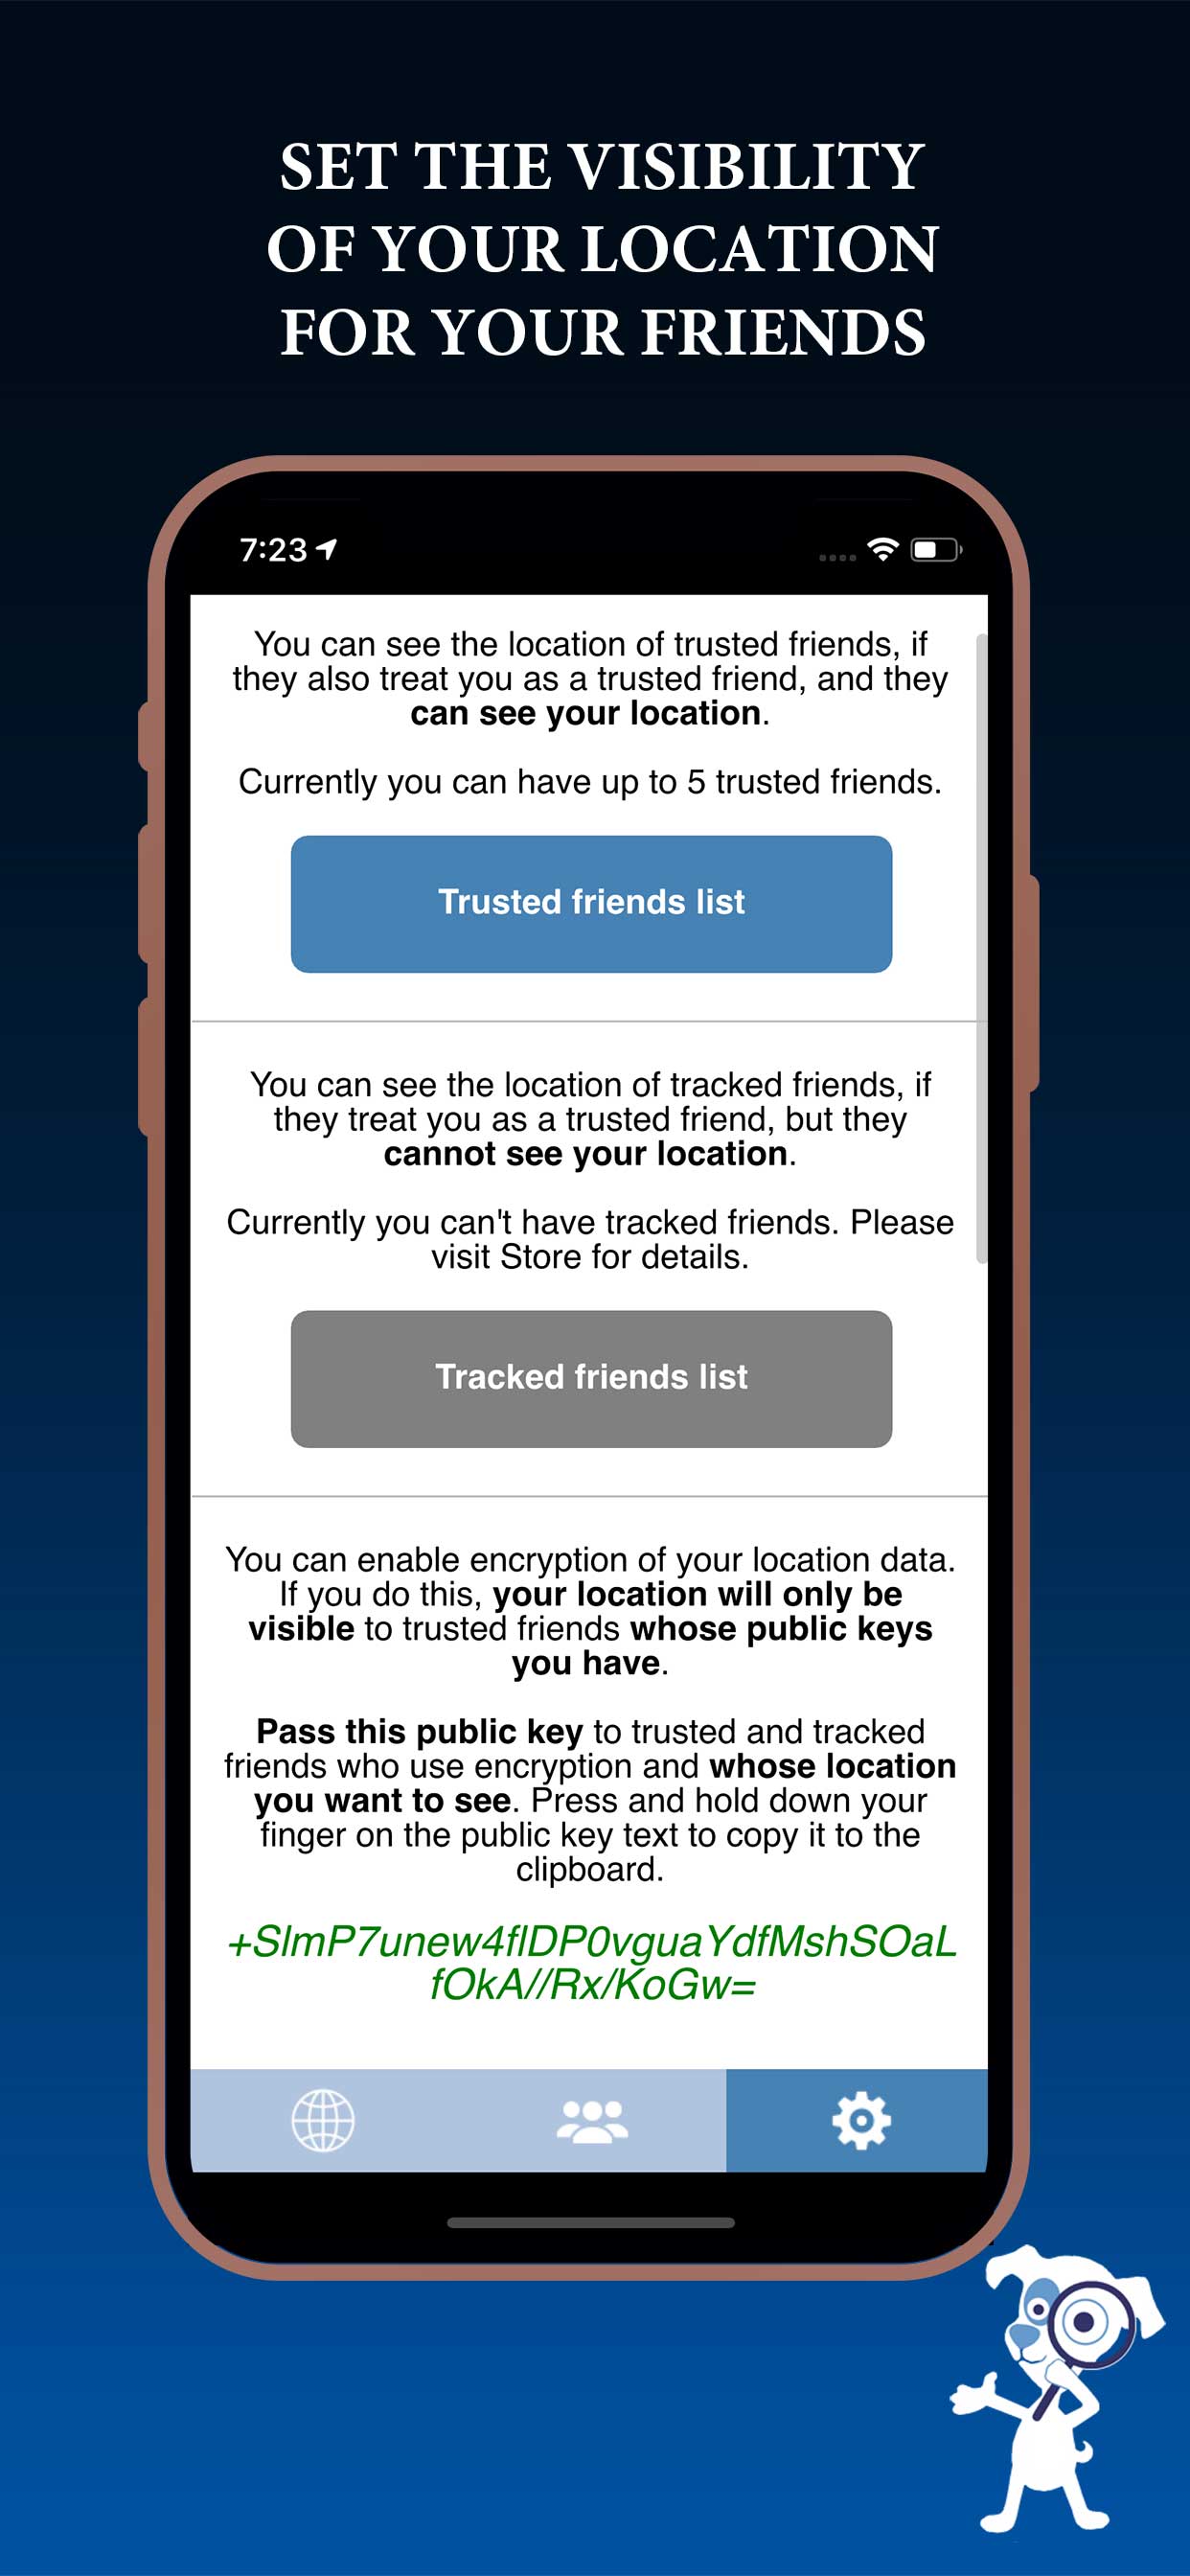 SET THE VISIBILITY
OF YOUR LOCATION
FOR YOUR FRIENDS
7:23
You can see the location of trusted friends, if
they also treat you as a trusted friend, and they
can see your location.
Currently you can have up to 5 trusted friends.
Trusted friends list
You can see the location of tracked friends, if
they treat you as a trusted friend, but they
cannot see your location.
Currently you can't have tracked friends. Please
visit Store for details.
Tracked friends list
You can enable encryption of your location data.
If you do this, your location will only be
visible to trusted friends whose public keys
you have.
Pass this public key to trusted and tracked
friends who use encryption and whose location
you want to see. Press and hold down your
finger on the public key text to copy it to the
clipboard.
+SlmP7unew4flDP0vguaYdfMshSOaL
fOkA//Rx/KoGw=